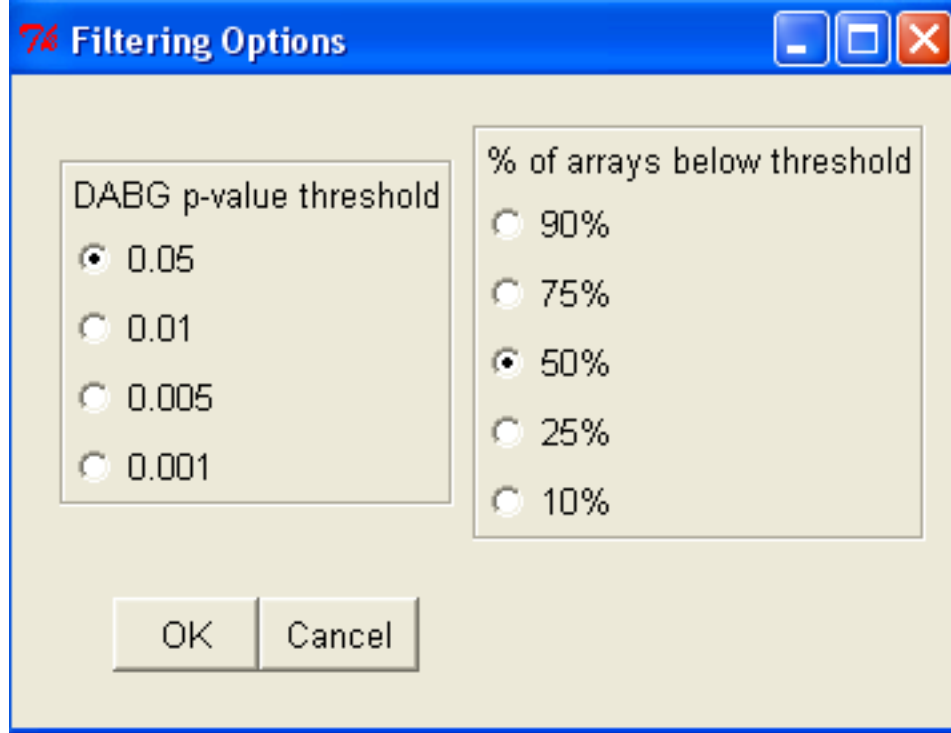 Filtering Options
DABG p-value threshold
0.05
0.01
0.005
0.001
% of arrays below threshold
90%
75%
50%
25%
10%
OK
Cancel